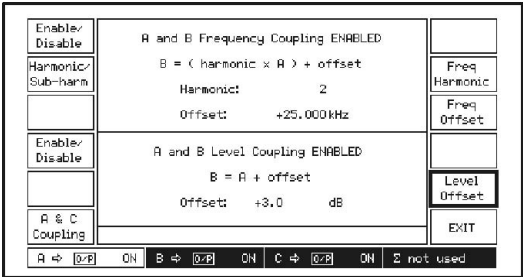 Enable/
Disable
A and B Frequency Coupling ENABLED
Harmonic/
Sub-harm
B = ( harmonic x A ) + offset
Freq
Harmonic
Harmonic: 2
Offset: +25.000 kHz
Freq
Offset
Enable/
Disable
A and B Level Coupling ENABLED
B = A + offset
Level
Offset
Offset: +3.0 dB
A & C
Coupling
EXIT
A ⇨ O/P ON B ⇨ O/P ON C ⇨ O/P ON Σ not used